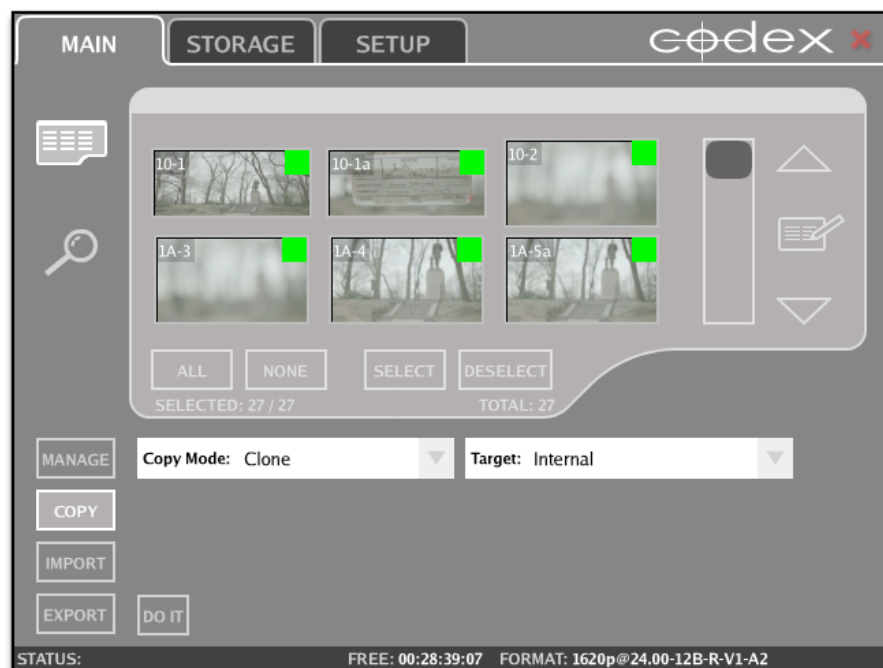 MAIN STORAGE SETUP codex
10-1 10-1a 10-2
1A-3 1A-4 1A-5a
ALL NONE SELECT DESELECT
SELECTED: 27 / 27 TOTAL: 27
MANAGE Copy Mode: Clone Target: Internal
COPY
IMPORT
EXPORT DO IT
STATUS: FREE: 00:28:39:07 FORMAT: 1620p@24.00-12B-R-V1-A2